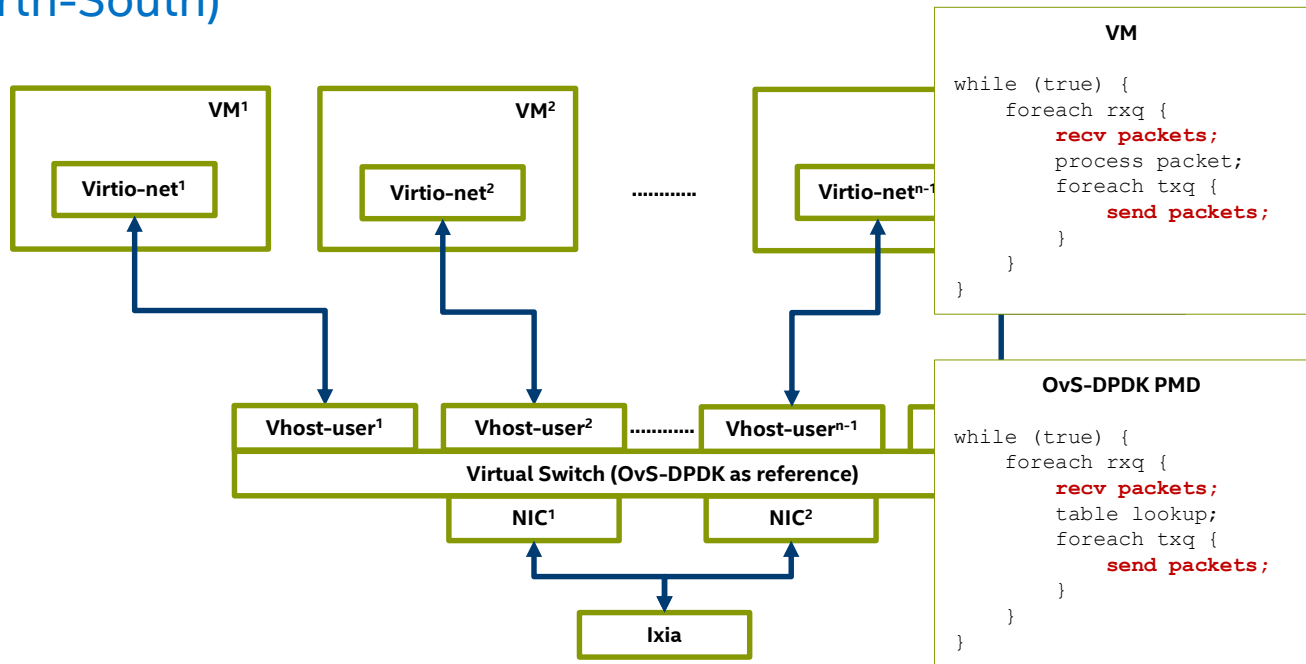 rth-South)
VM¹
VM²
Virtio-net¹
Virtio-net²
............
Virtio-netⁿ⁻¹
Vhost-user¹
Vhost-user²
............
Vhost-userⁿ⁻¹
Virtual Switch (OvS-DPDK as reference)
NIC¹
NIC²
Ixia
VM
while (true) {
    foreach rxq {
        recv packets;
        process packet;
        foreach txq {
            send packets;
        }
    }
}
OvS-DPDK PMD
while (true) {
    foreach rxq {
        recv packets;
        table lookup;
        foreach txq {
            send packets;
        }
    }
}